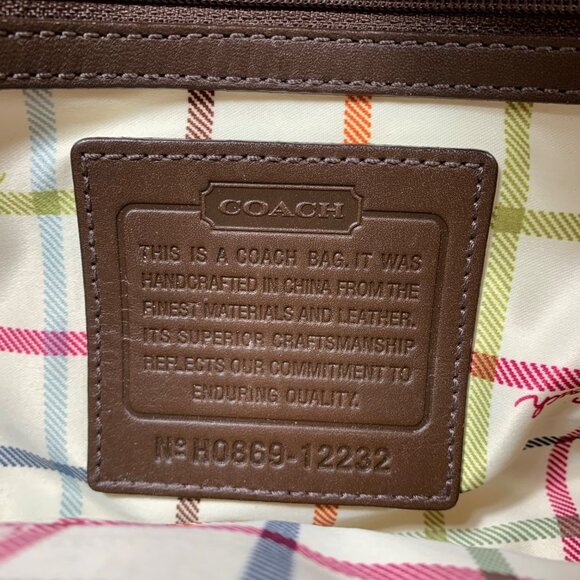 COACH
THIS IS A COACH BAG. IT WAS
HANDCRAFTED IN CHINA FROM THE
FINEST MATERIALS AND LEATHER.
ITS SUPERIOR CRAFTSMANSHIP
REFLECTS OUR COMMITMENT TO
ENDURING QUALITY.
Nº H0869-12232